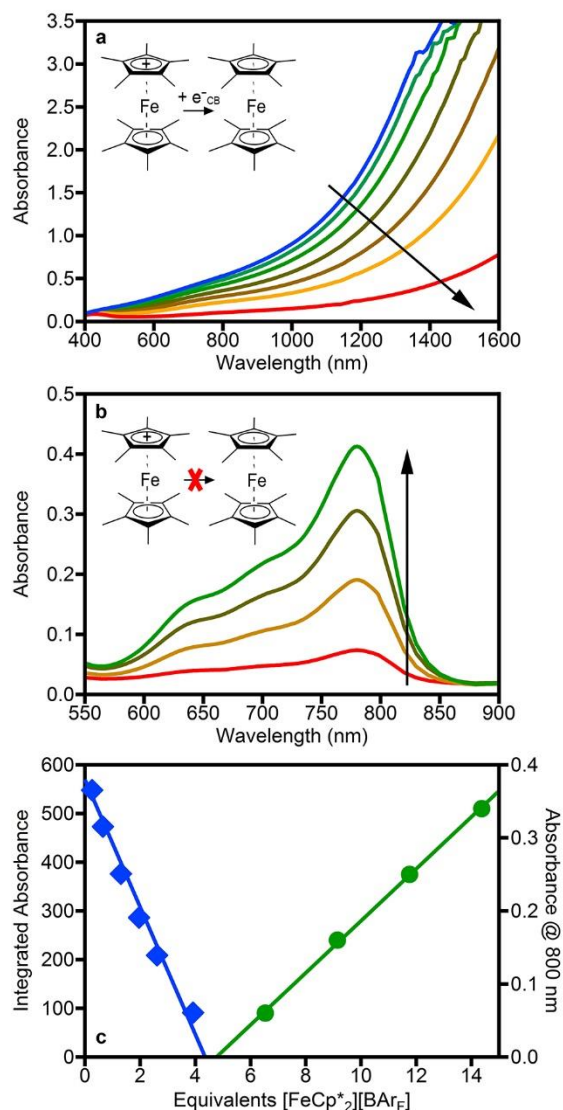 a
3.5
3.0
2.5
2.0
1.5
1.0
0.5
0.0
Absorbance
+
Fe
+ e⁻CB
Fe
400 600 800 1000 1200 1400 1600
Wavelength (nm)
b
0.5
0.4
0.3
0.2
0.1
0.0
Absorbance
+
Fe
Fe
550 600 650 700 750 800 850 900
Wavelength (nm)
600
500
400
300
200
100
0
Integrated Absorbance
0.4
0.3
0.2
0.1
0.0
Absorbance @ 800 nm
c
0 2 4 6 8 10 12 14
Equivalents [FeCp*₂][BArF]